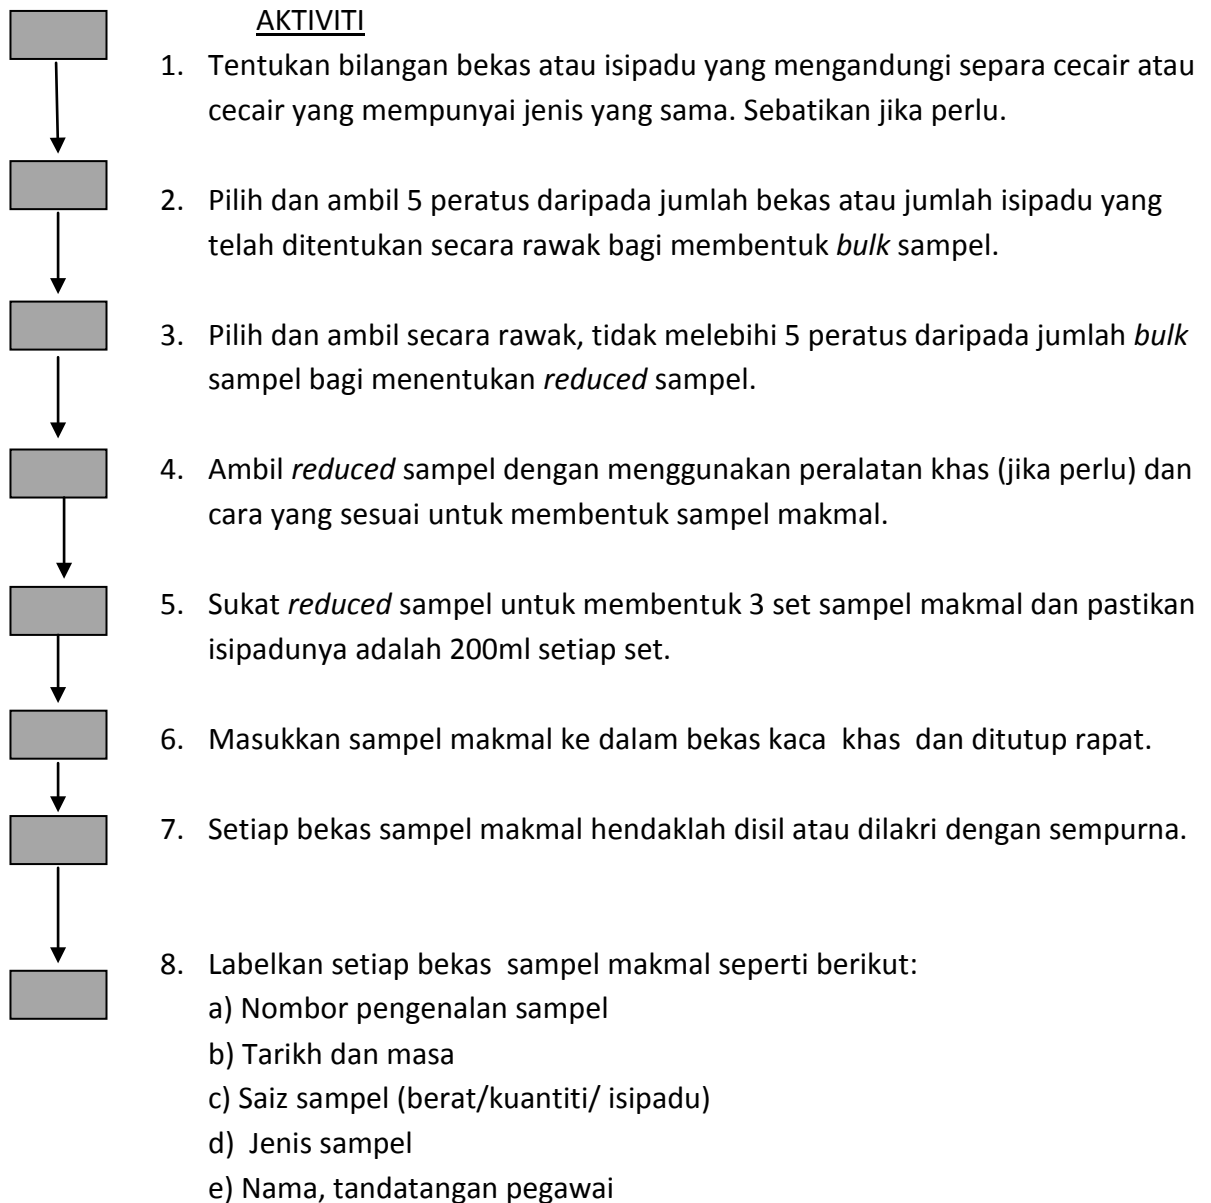 AKTIVITI
1. Tentukan bilangan bekas atau isipadu yang mengandungi separa cecair atau
cecair yang mempunyai jenis yang sama. Sebatikan jika perlu.
2. Pilih dan ambil 5 peratus daripada jumlah bekas atau jumlah isipadu yang
telah ditentukan secara rawak bagi membentuk bulk sampel.
3. Pilih dan ambil secara rawak, tidak melebihi 5 peratus daripada jumlah bulk
sampel bagi menentukan reduced sampel.
4. Ambil reduced sampel dengan menggunakan peralatan khas (jika perlu) dan
cara yang sesuai untuk membentuk sampel makmal.
5. Sukat reduced sampel untuk membentuk 3 set sampel makmal dan pastikan
isipadunya adalah 200ml setiap set.
6. Masukkan sampel makmal ke dalam bekas kaca khas dan ditutup rapat.
7. Setiap bekas sampel makmal hendaklah disil atau dilakri dengan sempurna.
8. Labelkan setiap bekas sampel makmal seperti berikut:
a) Nombor pengenalan sampel
b) Tarikh dan masa
c) Saiz sampel (berat/kuantiti/ isipadu)
d) Jenis sampel
e) Nama, tandatangan pegawai